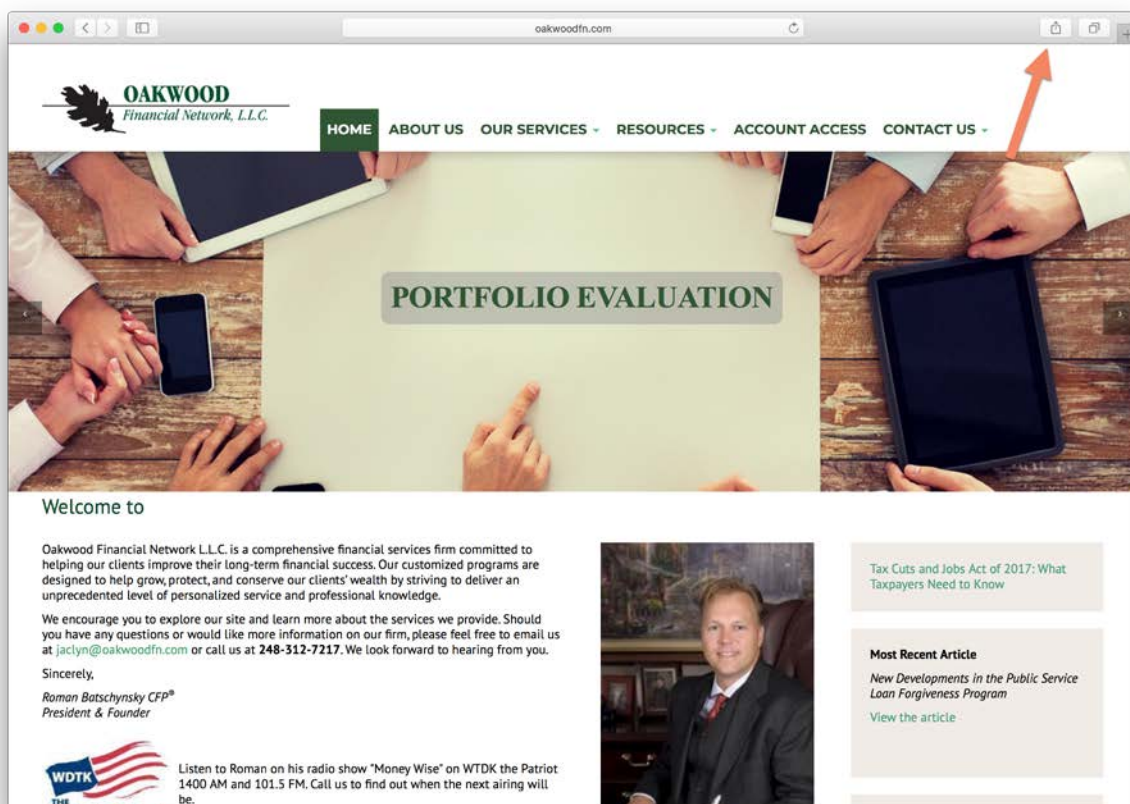 oakwoodfn.com
OAKWOOD
Financial Network, L.L.C.
HOME ABOUT US OUR SERVICES RESOURCES ACCOUNT ACCESS CONTACT US
PORTFOLIO EVALUATION
Welcome to
Oakwood Financial Network L.L.C. is a comprehensive financial services firm committed to
helping our clients improve their long-term financial success. Our customized programs are
designed to help grow, protect, and conserve our clients' wealth by striving to deliver an
unprecedented level of personalized service and professional knowledge.
We encourage you to explore our site and learn more about the services we provide. Should
you have any questions or would like more information on our firm, please feel free to email us
at jaclyn@oakwoodfn.com or call us at 248-312-7217. We look forward to hearing from you.
Sincerely,
Roman Batschynsky CFP®
President & Founder
WDTK
THE
Listen to Roman on his radio show "Money Wise" on WTDK the Patriot
1400 AM and 101.5 FM. Call us to find out when the next airing will
be.
Tax Cuts and Jobs Act of 2017: What
Taxpayers Need to Know
Most Recent Article
New Developments in the Public Service
Loan Forgiveness Program
View the article